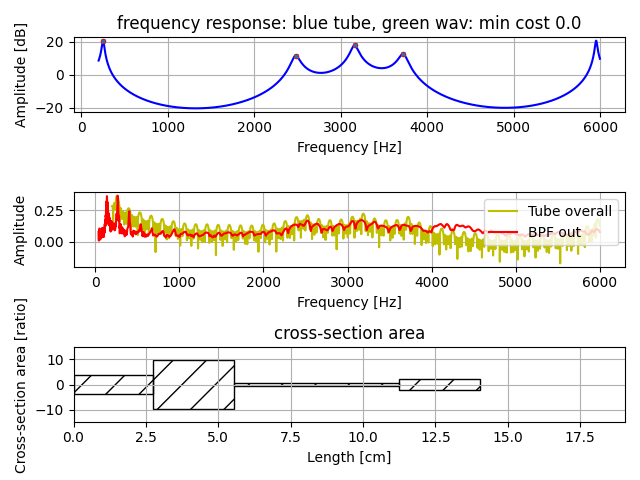 frequency response: blue tube, green wav: min cost 0.0
Amplitude [dB]
20
0
−20
0 1000 2000 3000 4000 5000 6000
Frequency [Hz]
Amplitude
0.25
0.00
Tube overall
BPF out
0 1000 2000 3000 4000 5000 6000
Frequency [Hz]
cross-section area
Cross-section area [ratio]
10
0
−10
0.0 2.5 5.0 7.5 10.0 12.5 15.0 17.5
Length [cm]